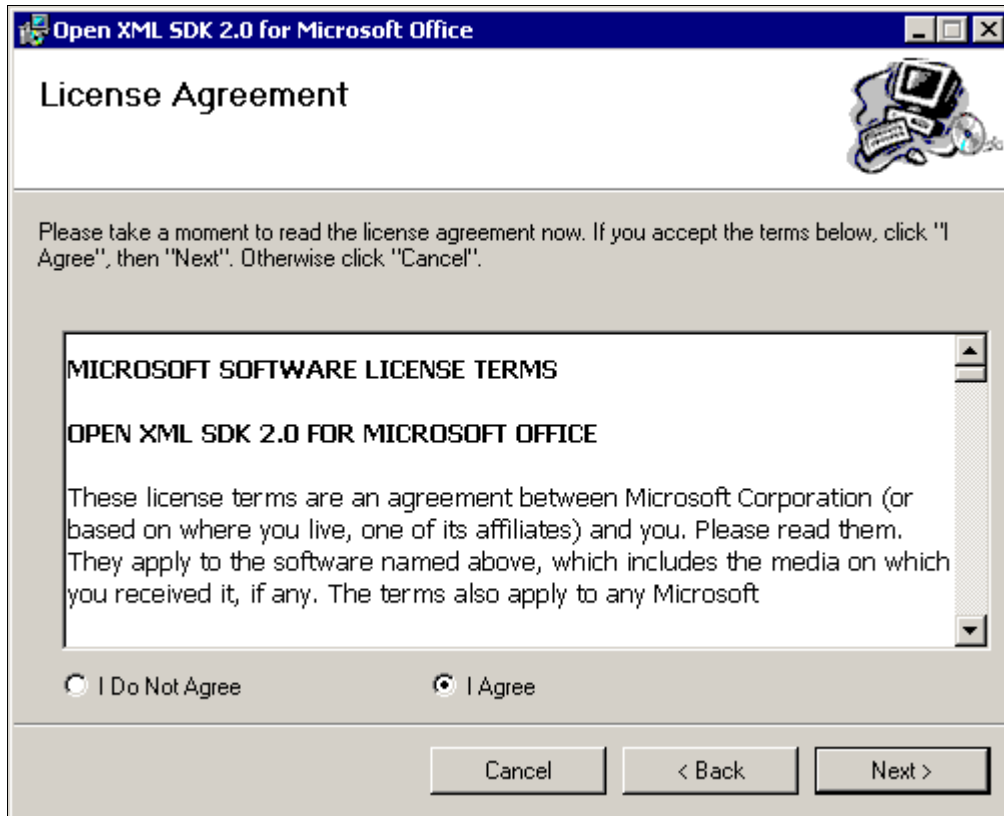 Open XML SDK 2.0 for Microsoft Office
License Agreement
Please take a moment to read the license agreement now. If you accept the terms below, click "I
Agree", then "Next". Otherwise click "Cancel".
MICROSOFT SOFTWARE LICENSE TERMS
OPEN XML SDK 2.0 FOR MICROSOFT OFFICE
These license terms are an agreement between Microsoft Corporation (or
based on where you live, one of its affiliates) and you. Please read them.
They apply to the software named above, which includes the media on which
you received it, if any. The terms also apply to any Microsoft
I Do Not Agree
I Agree
Cancel
< Back
Next >